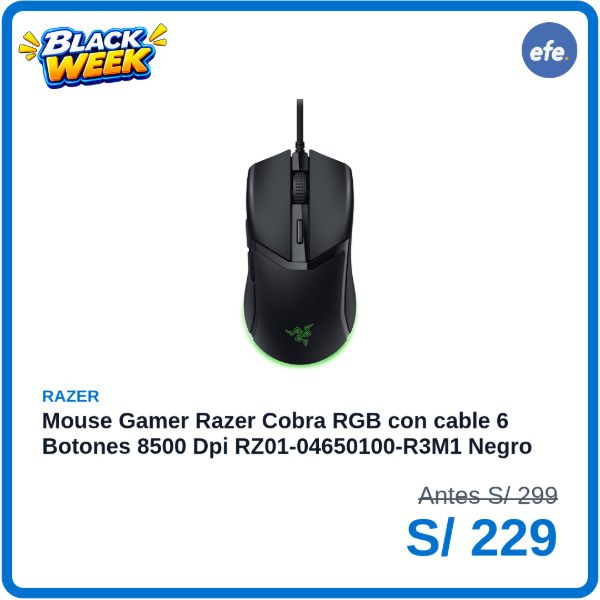 BLACK
WEEK
efe.
RAZER
Mouse Gamer Razer Cobra RGB con cable 6
Botones 8500 Dpi RZ01-04650100-R3M1 Negro
Antes S/ 299
S/ 229